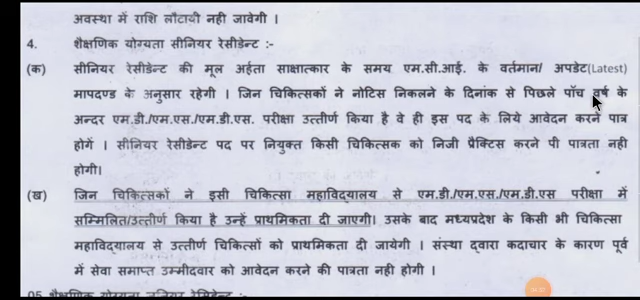 अवस्था में राशि लौटायी नही जावेगी ।
4. शैक्षणिक योग्यता सीनियर रेसीडेन्ट :-
(क) सीनियर रेसीडेन्ट की मूल अर्हता साक्षात्कार के समय एम.सी.आई. के वर्तमान/ अपडेट(Latest)
मापदण्ड के अनुसार रहेगी । जिन चिकित्सकों ने नोटिस निकलने के दिनांक से पिछले पॉच वर्ष के
अन्दर एम.डी./एम.एस./एम.डी.एस. परीक्षा उत्तीर्ण किया है वे ही इस पद के लिये आवेदन करने पात्र
होगें । सीनियर रेसीडेन्ट पद पर नियुक्त किसी चिकित्सक को निजी प्रैक्टिस करने पी पात्रता नही
होगी।
(ख) जिन चिकित्सकों ने इसी चिकित्सा महाविद्यालय से एम.डी./एम.एस./एम.डी.एस परीक्षा में
सम्मिलित/उत्तीर्ण किया है उन्हें प्राथमिकता दी जाएगी। उसके बाद मध्यप्रदेश के किसी भी चिकित्सा
महाविद्यालय से उत्तीर्ण चिकित्सों को प्राथमिकता दी जायेगी । संस्था द्वारा कदाचार के कारण पूर्व
में सेवा समाप्त उम्मीदवार को आवेदन करने की पात्रता नही होगी ।
05 शैक्षणिक योग्यता